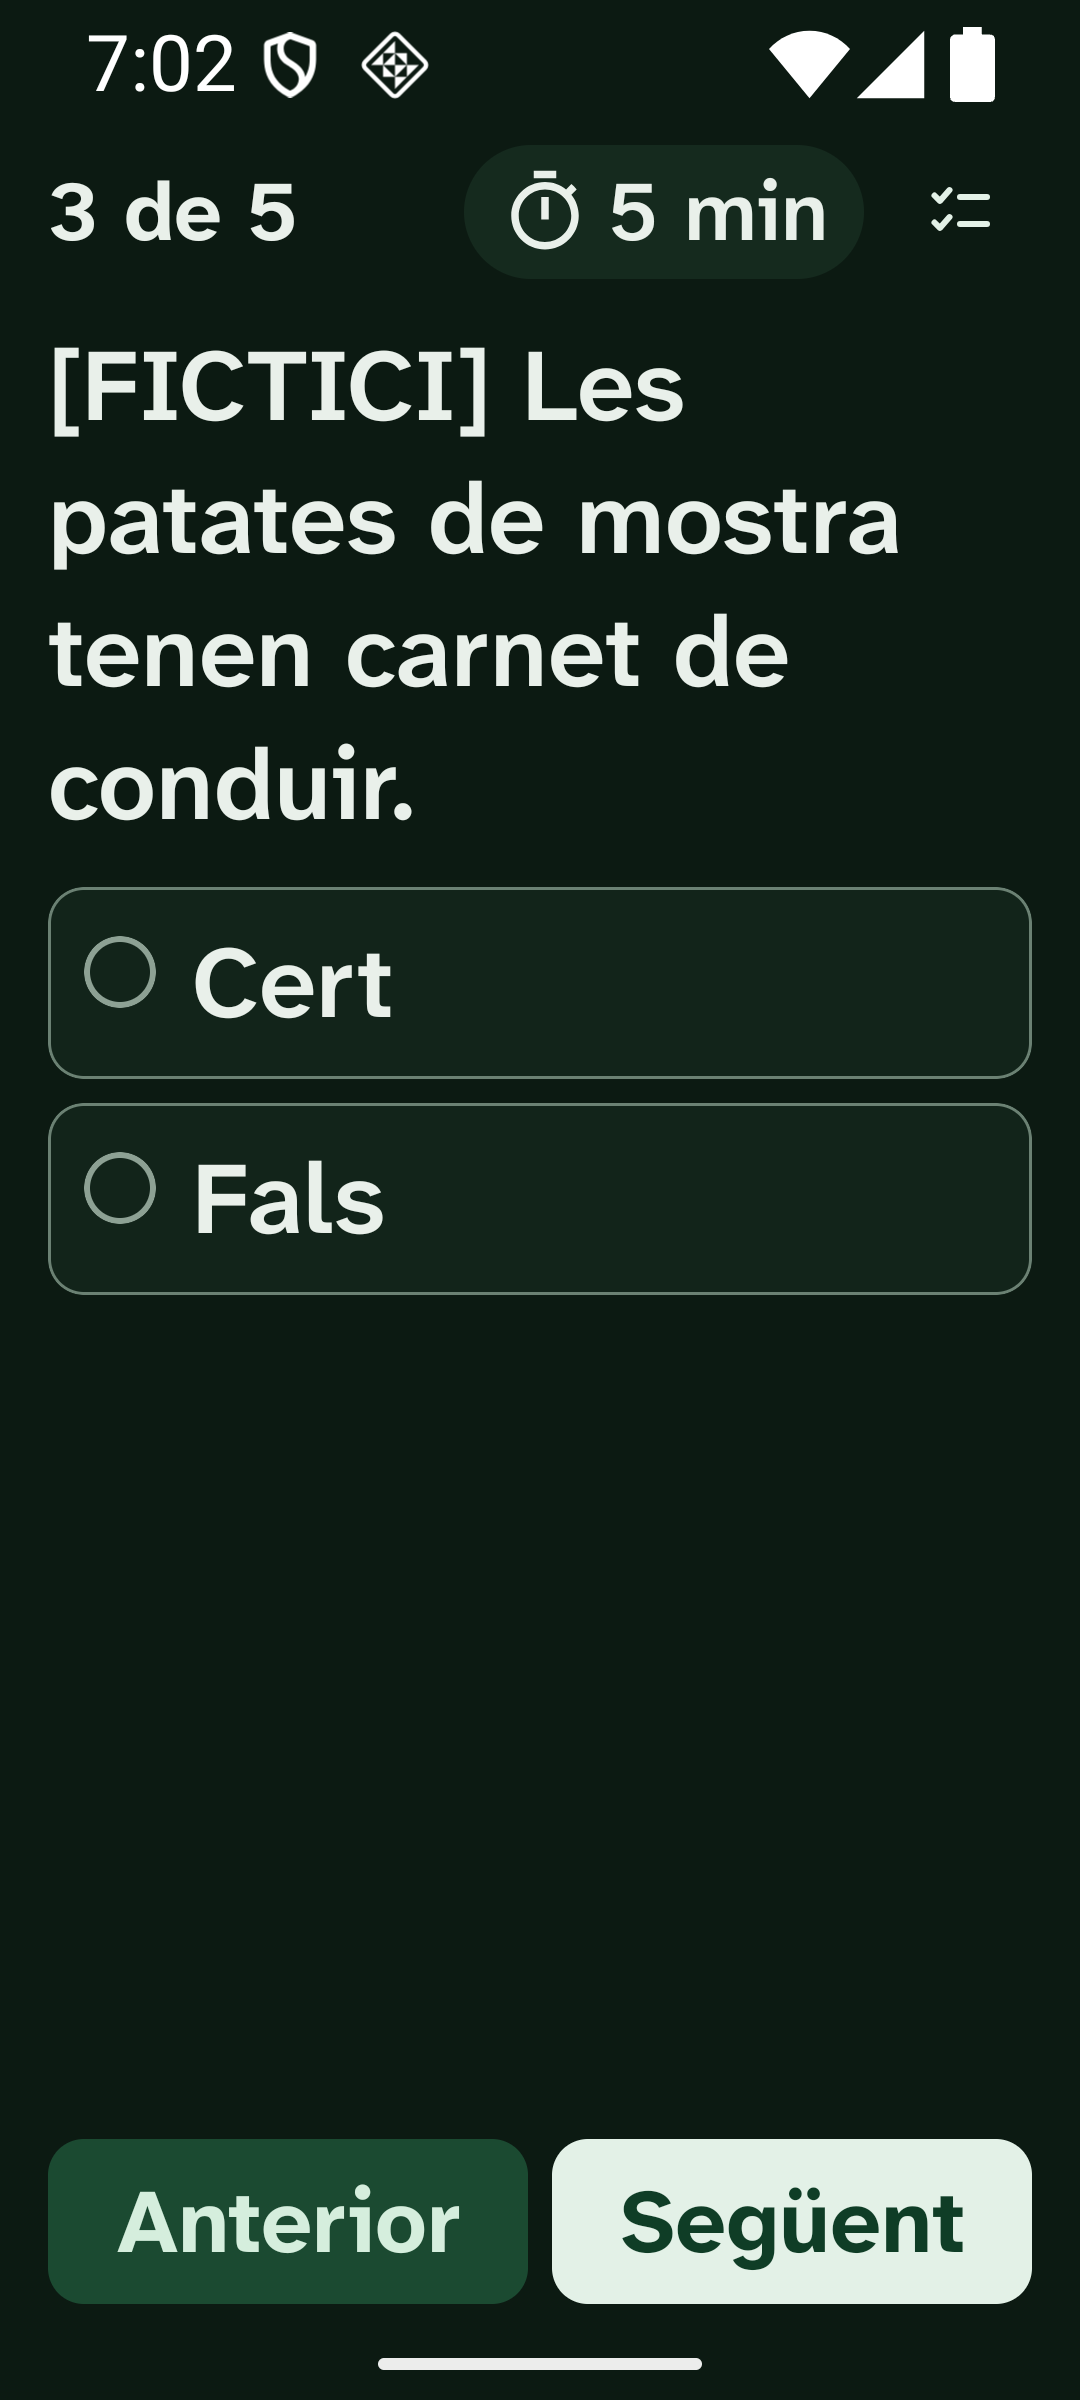 7:02
3 de 5
5 min
[FICTICI] Les
patates de mostra
tenen carnet de
conduir.
Cert
Fals
Anterior
Següent